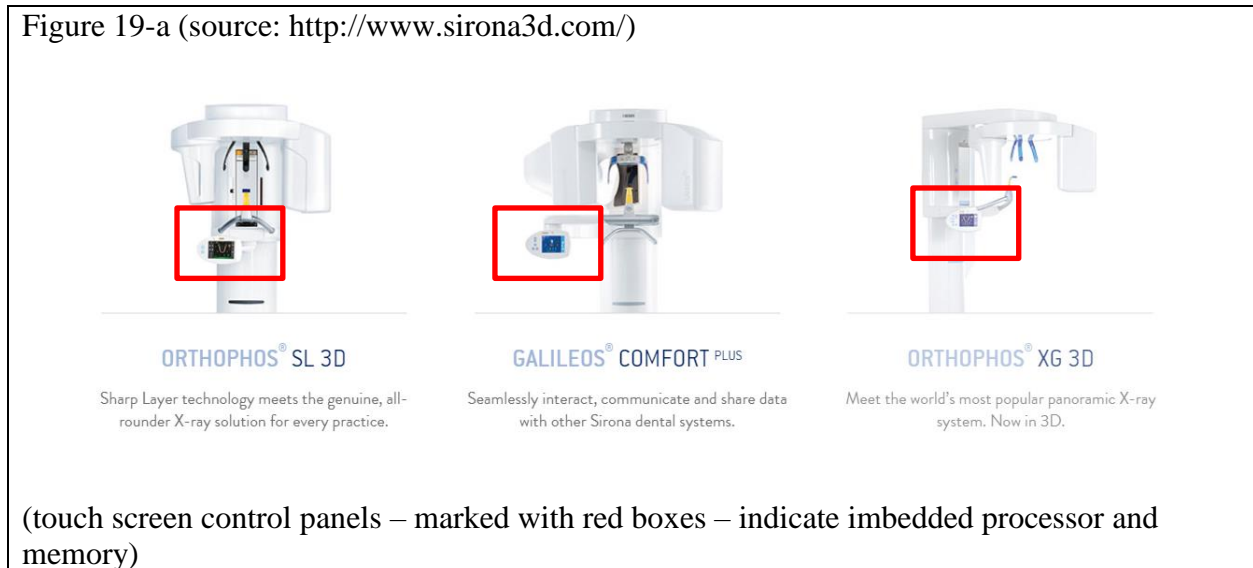 Figure 19-a (source: http://www.sirona3d.com/)
ORTHOPHOS® SL 3D
Sharp Layer technology meets the genuine, all-
rounder X-ray solution for every practice.
GALILEOS® COMFORT PLUS
Seamlessly interact, communicate and share data
with other Sirona dental systems.
ORTHOPHOS® XG 3D
Meet the world's most popular panoramic X-ray
system. Now in 3D.
(touch screen control panels – marked with red boxes – indicate imbedded processor and
memory)